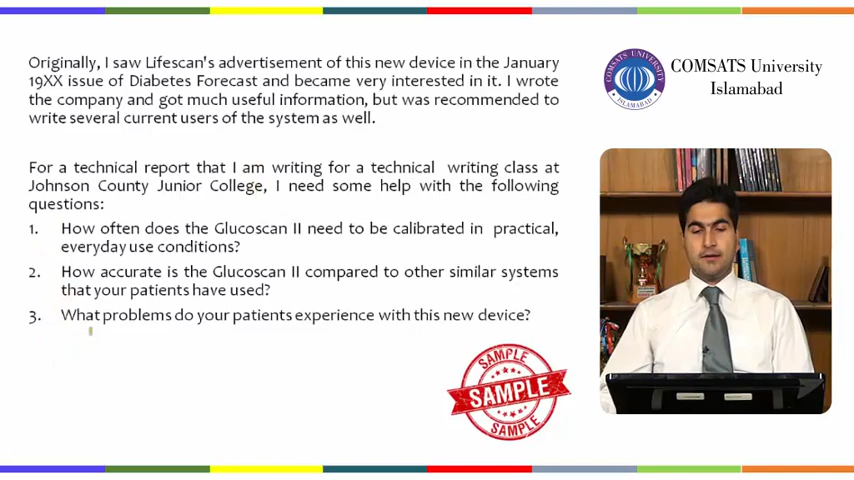 Originally, I saw Lifescan's advertisement of this new device in the January
19XX issue of Diabetes Forecast and became very interested in it. I wrote
the company and got much useful information, but was recommended to
write several current users of the system as well.
For a technical report that I am writing for a technical writing class at
Johnson County Junior College, I need some help with the following
questions:
1. How often does the Glucoscan II need to be calibrated in practical,
everyday use conditions?
2. How accurate is the Glucoscan II compared to other similar systems
that your patients have used?
3. What problems do your patients experience with this new device?
SAMPLE
SAMPLE
SAMPLE
COMSATS UNIVERSITY
ISLAMABAD
COMSATS University
Islamabad